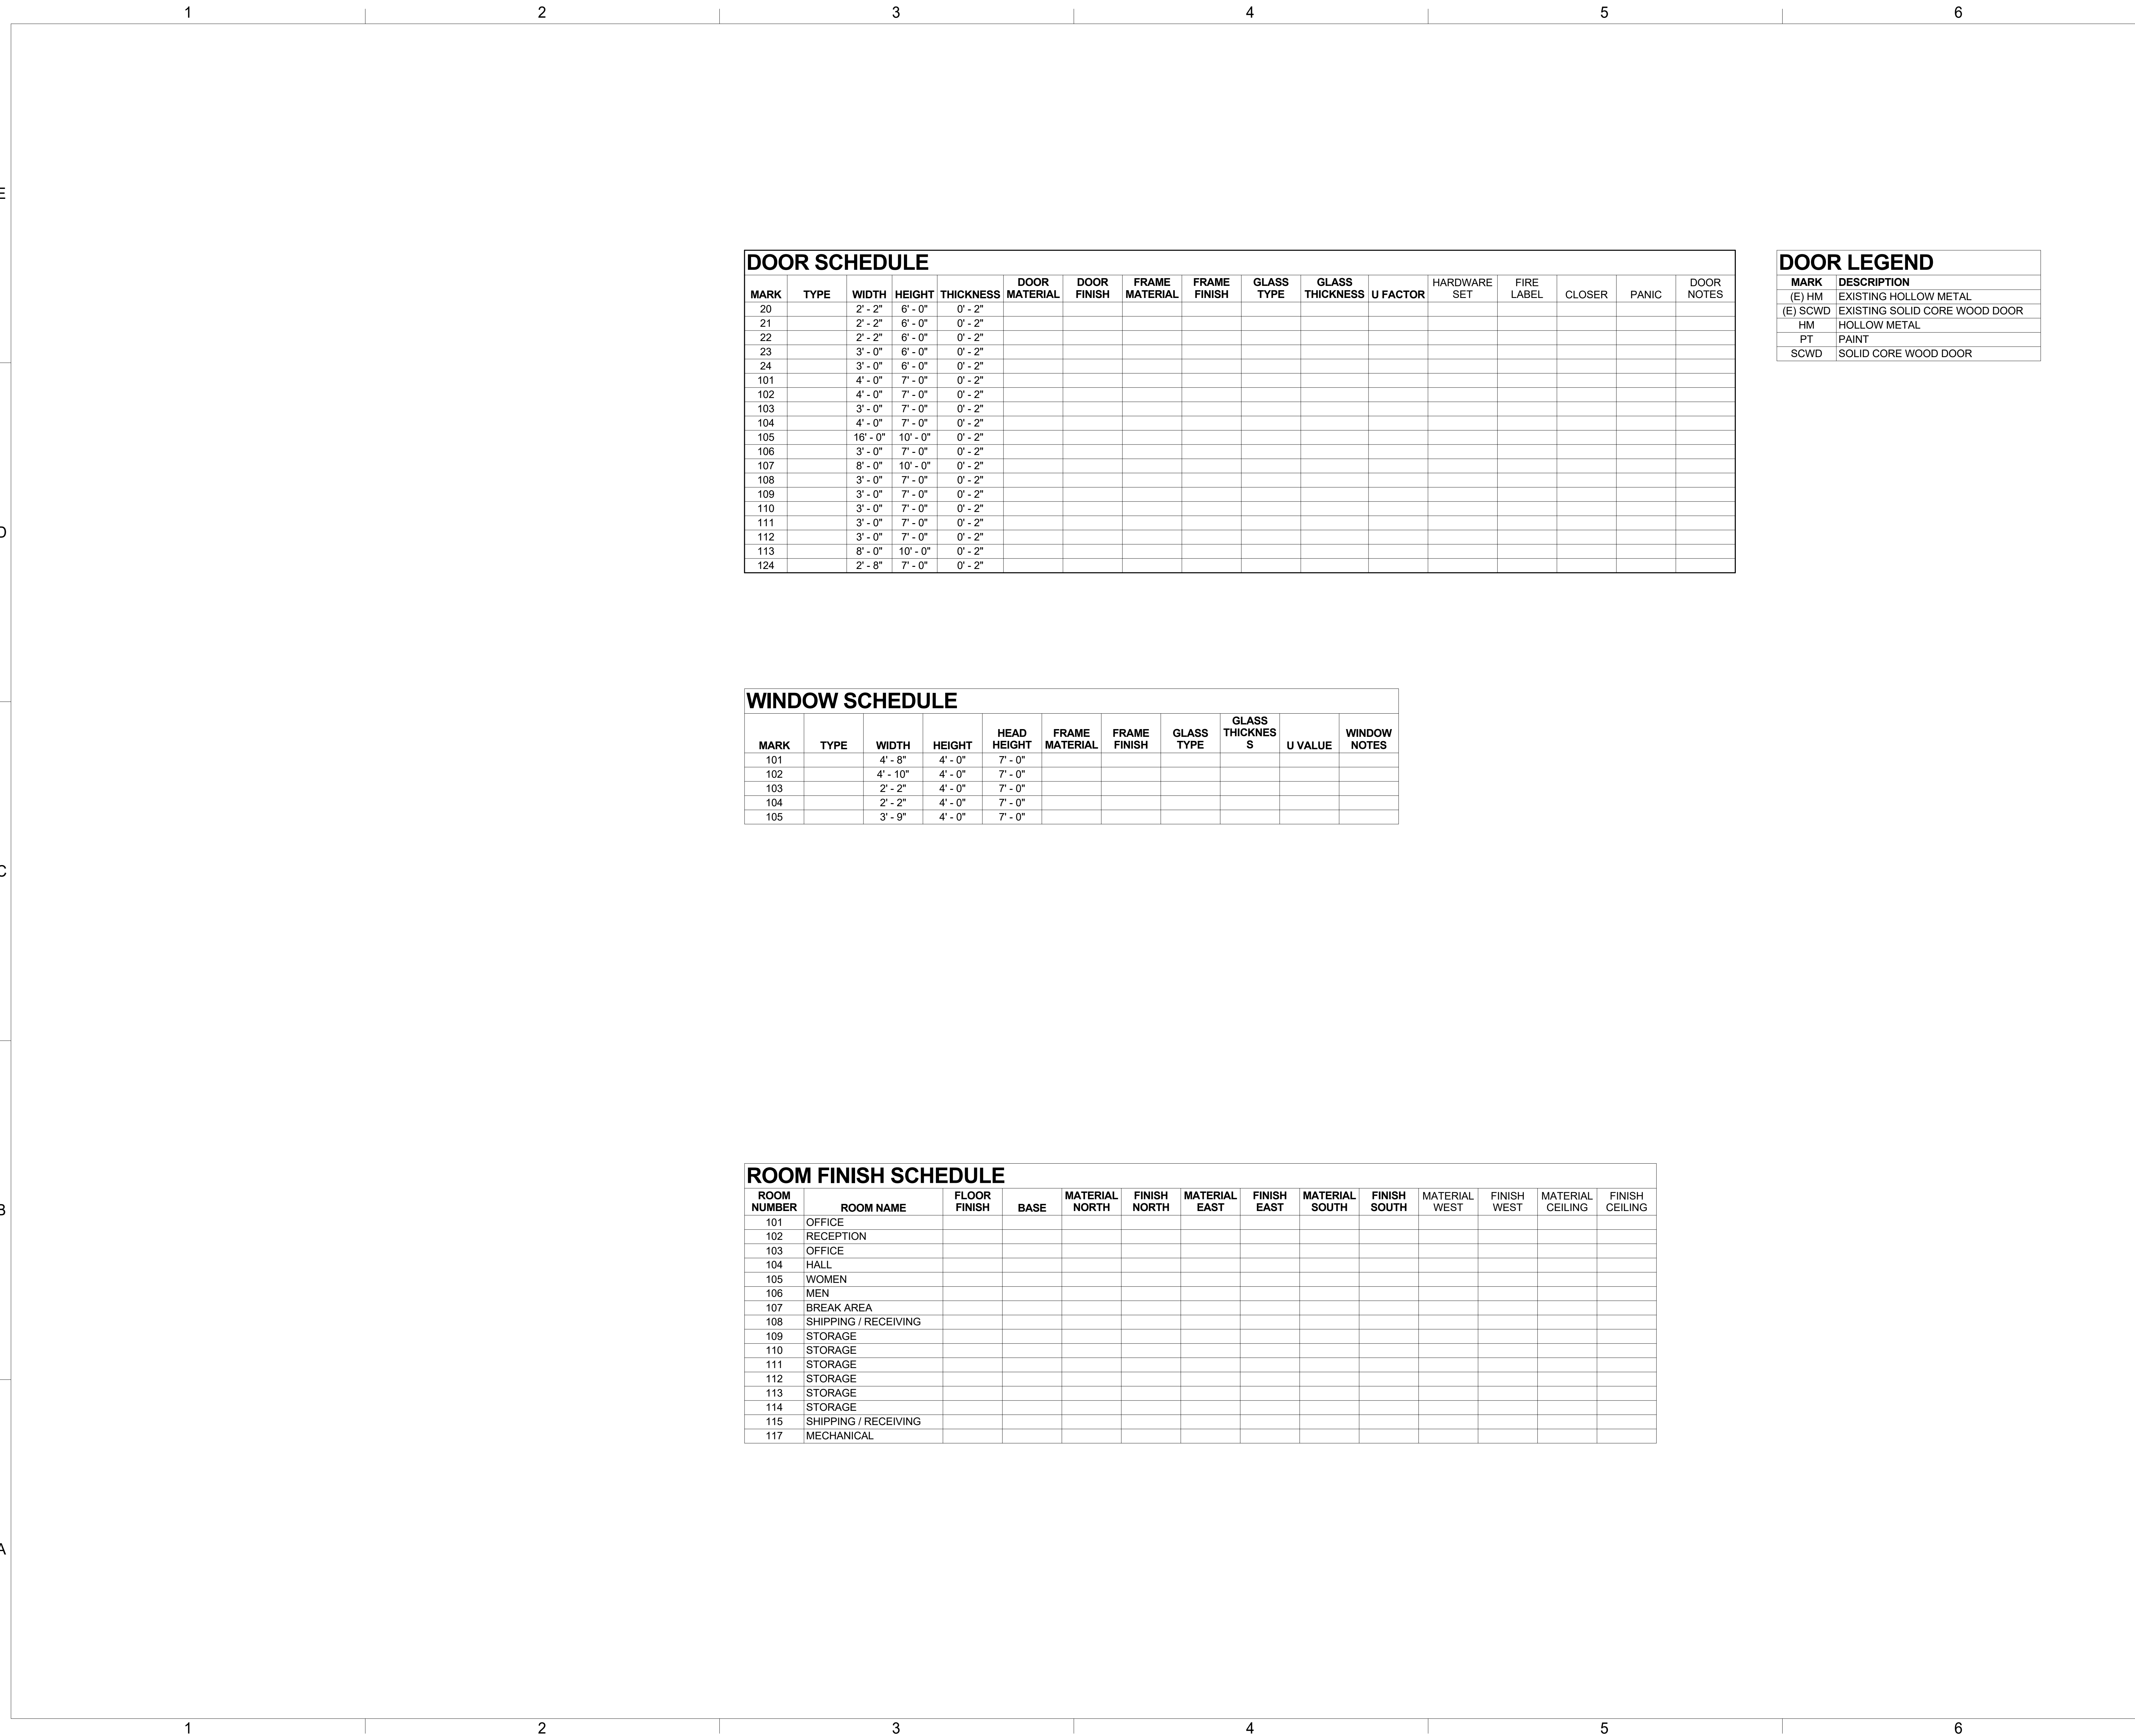 1 2 3 4 5 6
E
DOOR SCHEDULE
MARK TYPE WIDTH HEIGHT THICKNESS DOOR MATERIAL DOOR FINISH FRAME MATERIAL FRAME FINISH GLASS TYPE GLASS THICKNESS U FACTOR HARDWARE SET FIRE LABEL CLOSER PANIC DOOR NOTES
20 2' - 2" 6' - 0" 0' - 2"
21 2' - 2" 6' - 0" 0' - 2"
22 2' - 2" 6' - 0" 0' - 2"
23 3' - 0" 6' - 0" 0' - 2"
24 3' - 0" 6' - 0" 0' - 2"
101 4' - 0" 7' - 0" 0' - 2"
102 4' - 0" 7' - 0" 0' - 2"
103 3' - 0" 7' - 0" 0' - 2"
104 4' - 0" 7' - 0" 0' - 2"
105 16' - 0" 10' - 0" 0' - 2"
106 3' - 0" 7' - 0" 0' - 2"
107 8' - 0" 10' - 0" 0' - 2"
108 3' - 0" 7' - 0" 0' - 2"
109 3' - 0" 7' - 0" 0' - 2"
110 3' - 0" 7' - 0" 0' - 2"
111 3' - 0" 7' - 0" 0' - 2"
112 3' - 0" 7' - 0" 0' - 2"
113 8' - 0" 10' - 0" 0' - 2"
124 2' - 8" 7' - 0" 0' - 2"
DOOR LEGEND
MARK DESCRIPTION
(E) HM EXISTING HOLLOW METAL
(E) SCWD EXISTING SOLID CORE WOOD DOOR
HM HOLLOW METAL
PT PAINT
SCWD SOLID CORE WOOD DOOR
D
WINDOW SCHEDULE
MARK TYPE WIDTH HEIGHT HEAD HEIGHT FRAME MATERIAL FRAME FINISH GLASS TYPE GLASS THICKNES S U VALUE WINDOW NOTES
101 4' - 8" 4' - 0" 7' - 0"
102 4' - 10" 4' - 0" 7' - 0"
103 2' - 2" 4' - 0" 7' - 0"
104 2' - 2" 4' - 0" 7' - 0"
105 3' - 9" 4' - 0" 7' - 0"
C
ROOM FINISH SCHEDULE
ROOM NUMBER ROOM NAME FLOOR FINISH BASE MATERIAL NORTH FINISH NORTH MATERIAL EAST FINISH EAST MATERIAL SOUTH FINISH SOUTH MATERIAL WEST FINISH WEST MATERIAL CEILING FINISH CEILING
101 OFFICE
102 RECEPTION
103 OFFICE
104 HALL
105 WOMEN
106 MEN
107 BREAK AREA
108 SHIPPING / RECEIVING
109 STORAGE
110 STORAGE
111 STORAGE
112 STORAGE
113 STORAGE
114 STORAGE
115 SHIPPING / RECEIVING
117 MECHANICAL
B
A
1 2 3 4 5 6